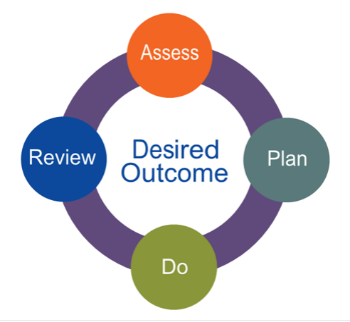 Assess
Review
Desired
Outcome
Plan
Do